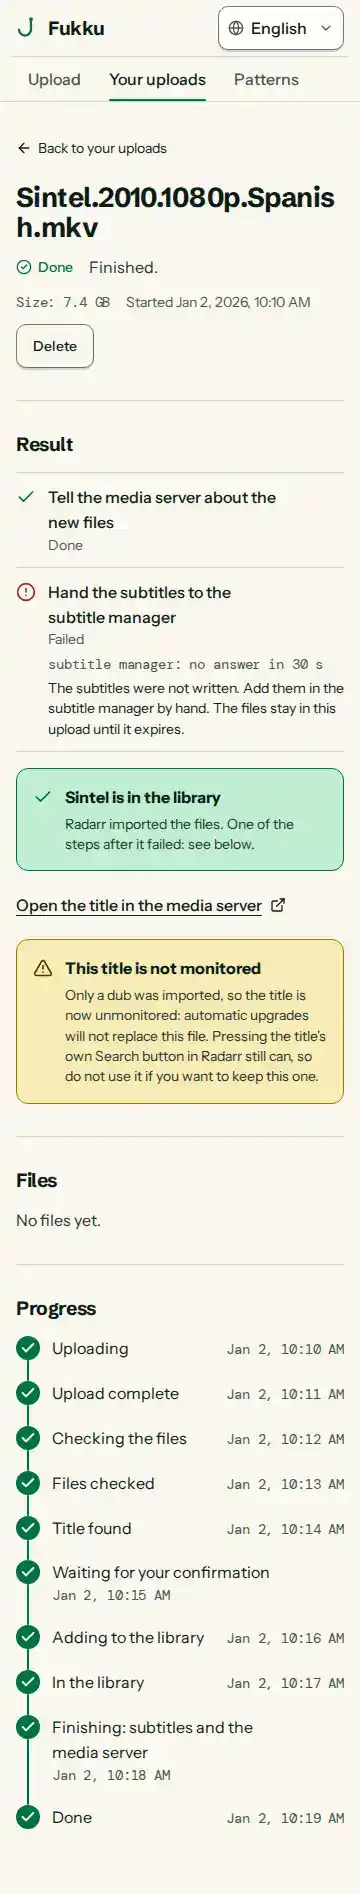 Fukku
English
Upload
Your uploads
Patterns
Back to your uploads
Sintel.2010.1080p.Spanis
h.mkv
Done
Finished.
Size: 7.4 GB
Started Jan 2, 2026, 10:10 AM
Delete
Result
Tell the media server about the
new files
Done
Hand the subtitles to the
subtitle manager
Failed
subtitle manager: no answer in 30 s
The subtitles were not written. Add them in the
subtitle manager by hand. The files stay in this
upload until it expires.
Sintel is in the library
Radarr imported the files. One of the
steps after it failed: see below.
Open the title in the media server
This title is not monitored
Only a dub was imported, so the title is
now unmonitored: automatic upgrades
will not replace this file. Pressing the title's
own Search button in Radarr still can, so
do not use it if you want to keep this one.
Files
No files yet.
Progress
Uploading Jan 2, 10:10 AM
Upload complete Jan 2, 10:11 AM
Checking the files Jan 2, 10:12 AM
Files checked Jan 2, 10:13 AM
Title found Jan 2, 10:14 AM
Waiting for your confirmation
Jan 2, 10:15 AM
Adding to the library Jan 2, 10:16 AM
In the library Jan 2, 10:17 AM
Finishing: subtitles and the
media server
Jan 2, 10:18 AM
Done Jan 2, 10:19 AM